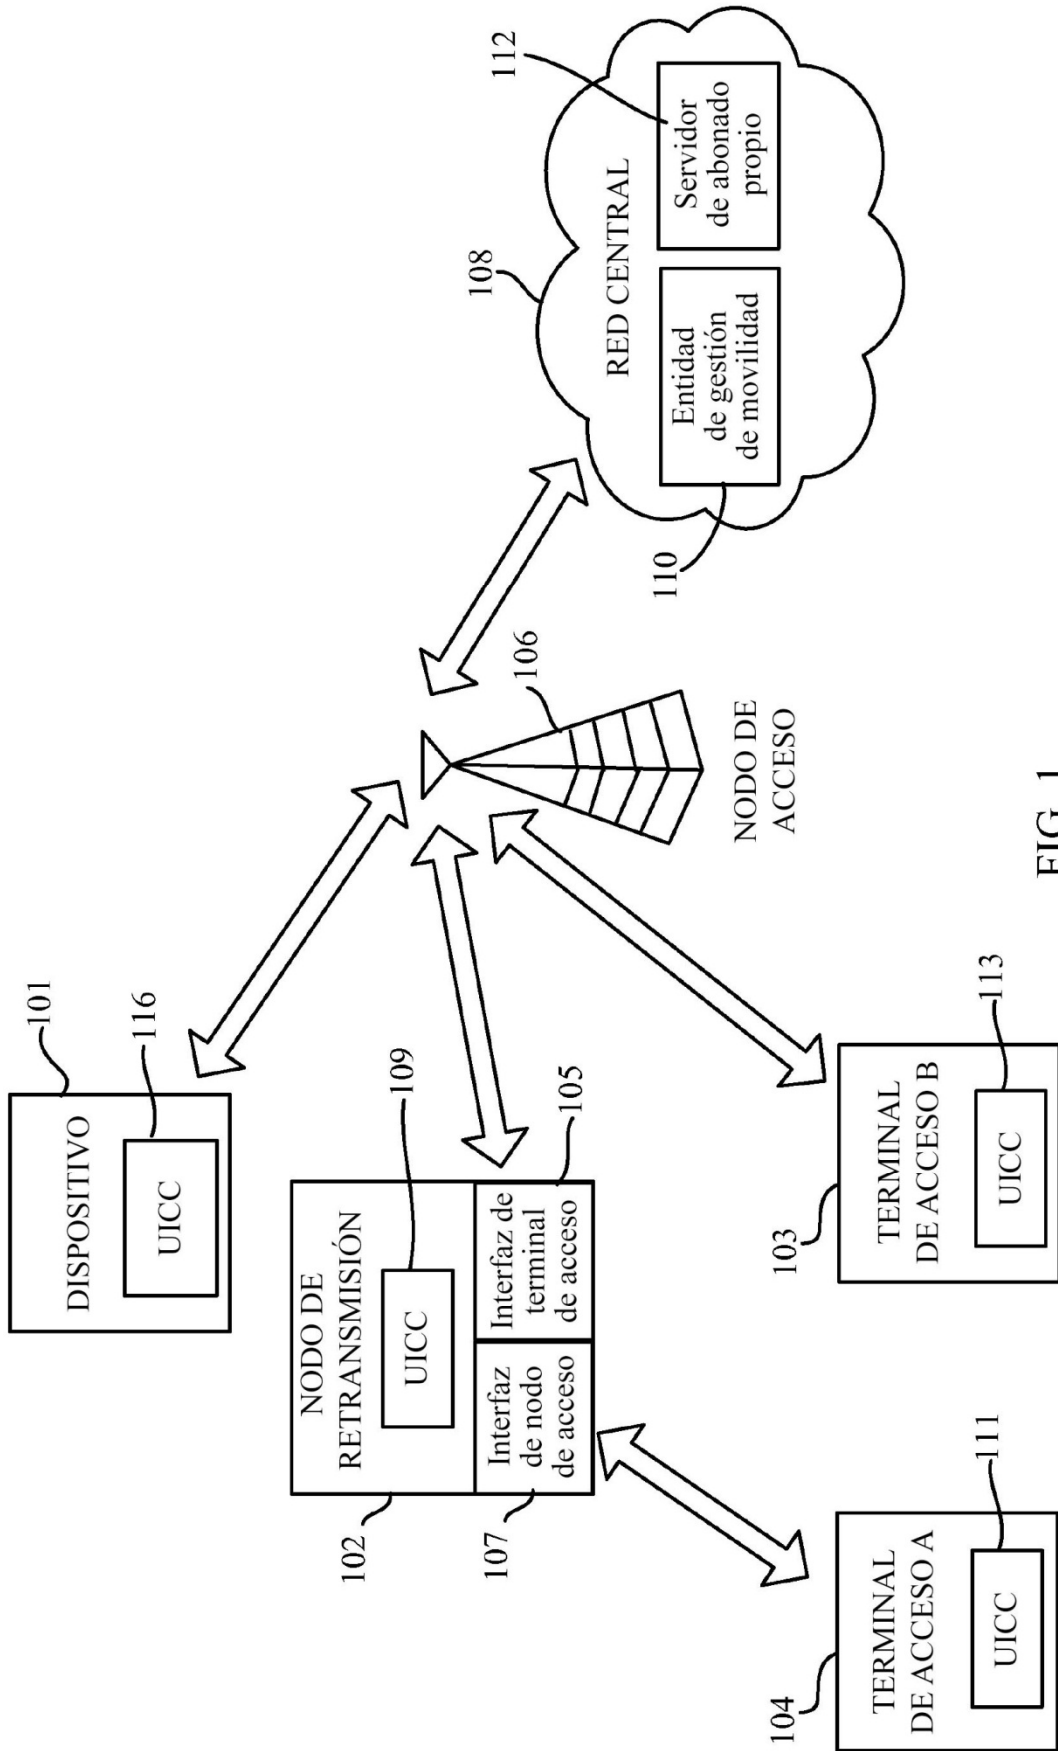 101
DISPOSITIVO
116
UICC
NODO DE
RETRANSMISIÓN
109
UICC
102
Interfaz de nodo
de acceso
107
Interfaz de
terminal
de acceso
105
104
TERMINAL
DE ACCESO A
111
UICC
103
TERMINAL
DE ACCESO B
113
UICC
106
NODO DE
ACCESO
108
RED CENTRAL
Entidad
de gestión
de movilidad
110
Servidor
de abonado
propio
112
FIG. 1